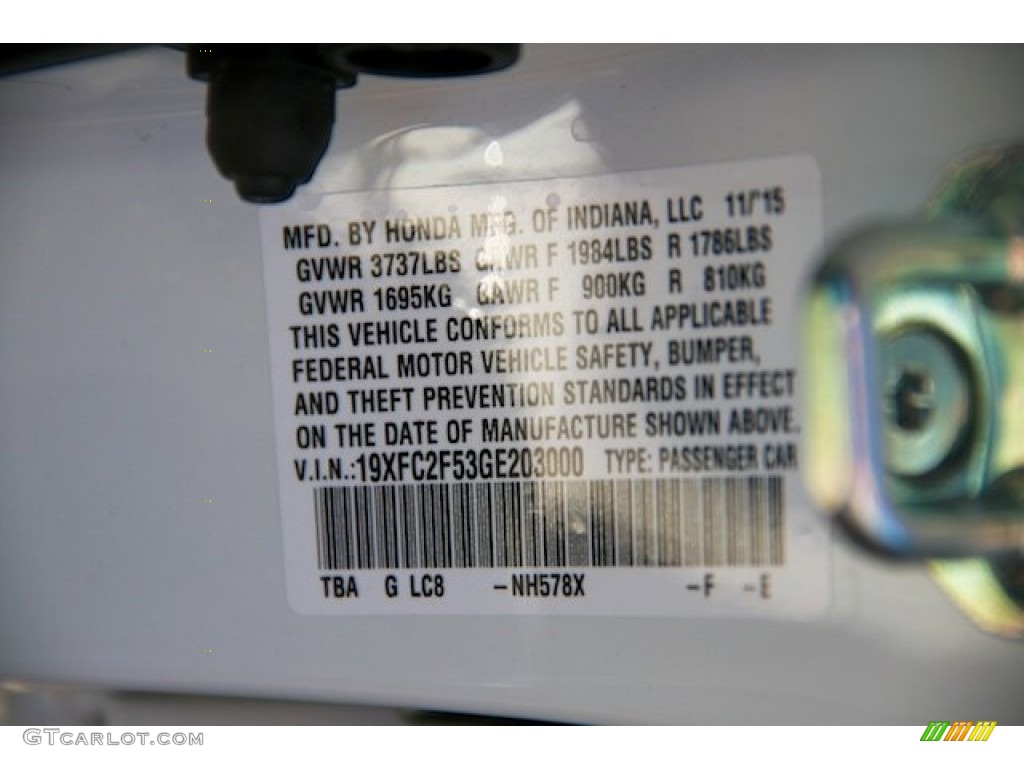 MFD. BY HONDA MFG. OF INDIANA, LLC 11/'15
GVWR 3737LBS GAWR F 1984LBS R 1786LBS
GVWR 1695KG GAWR F 900KG R 810KG
THIS VEHICLE CONFORMS TO ALL APPLICABLE
FEDERAL MOTOR VEHICLE SAFETY, BUMPER,
AND THEFT PREVENTION STANDARDS IN EFFECT
ON THE DATE OF MANUFACTURE SHOWN ABOVE.
V.I.N.:19XFC2F53GE203000 TYPE: PASSENGER CAR
TBA G LC8 -NH578X -F -E
GTCARLOT.COM